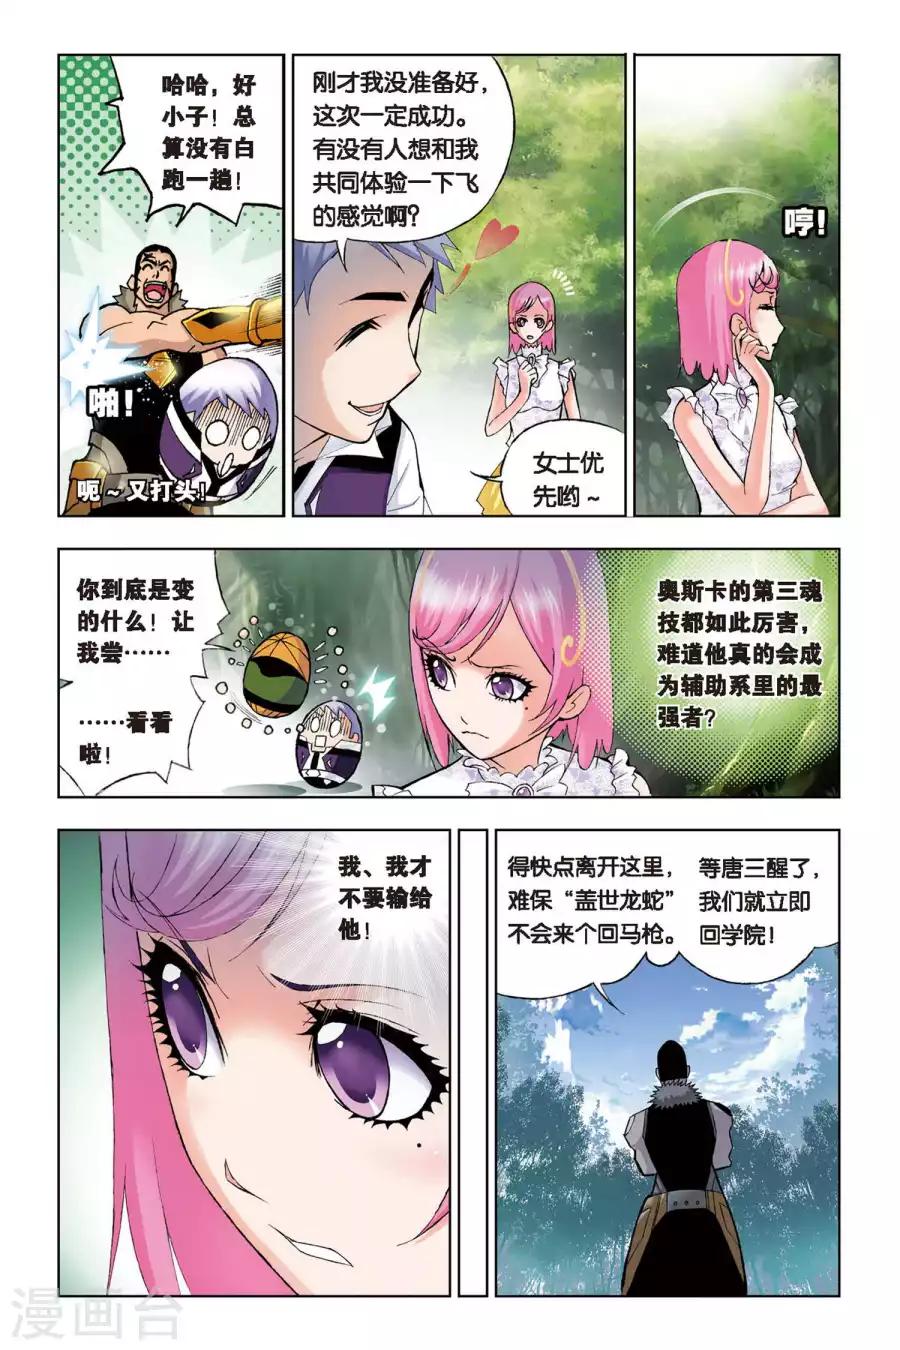 哈哈，好
小子！总
算没有白
跑一趟！
啪！
呃～又打头！
刚才我没准备好，
这次一定成功。
有没有人想和我
共同体验一下飞
的感觉啊？
女士优
先哟～
哼！
你到底是变
的什么！让
我尝⋯⋯
⋯⋯看看
啦！
奥斯卡的第三魂
技都如此厉害，
难道他真的会成
为辅助系里的最
强者？
我、我才
不要输给
他！
得快点离开这里，
难保“盖世龙蛇”
不会来个回马枪。
等唐三醒了，
我们就立即
回学院！
漫画台